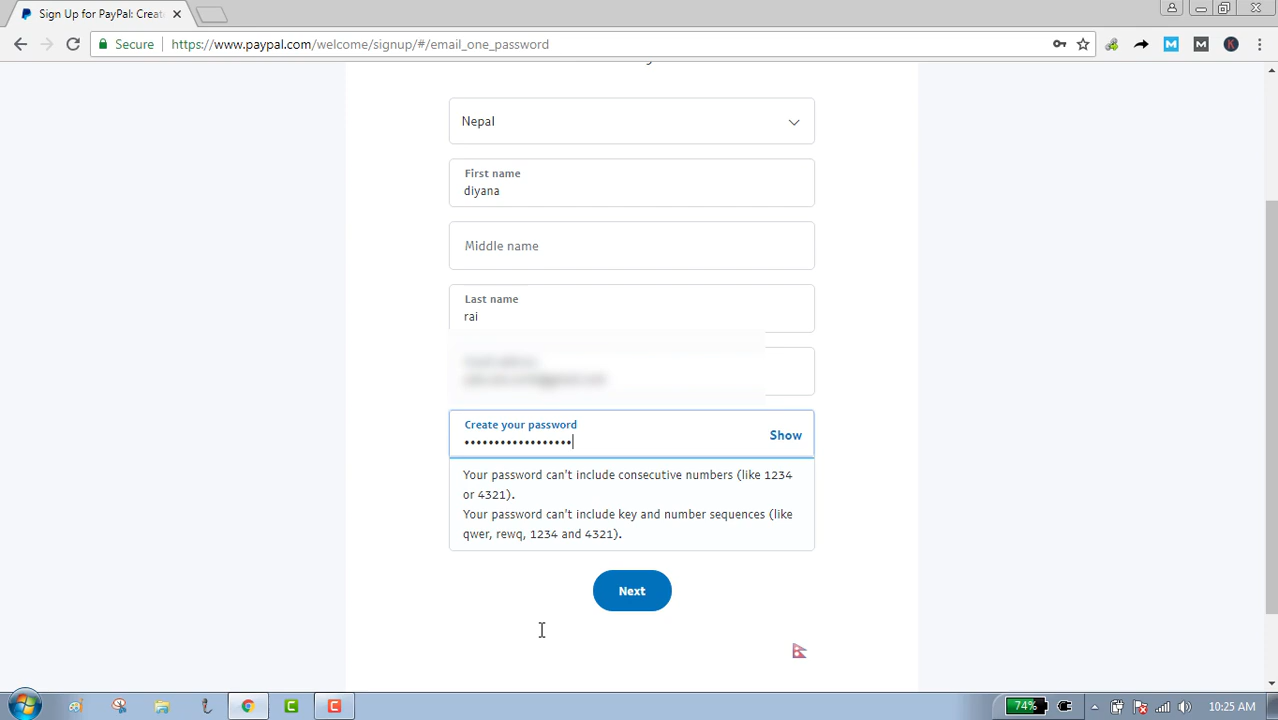 Sign Up for PayPal: Creat
Secure
https://www.paypal.com/welcome/signup/#/email_one_password
Nepal
First name
diyana
Middle name
Last name
rai
Create your password
••••••••••••••••••
Show
Your password can't include consecutive numbers (like 1234
or 4321).
Your password can't include key and number sequences (like
qwer, rewq, 1234 and 4321).
Next
74%
10:25 AM